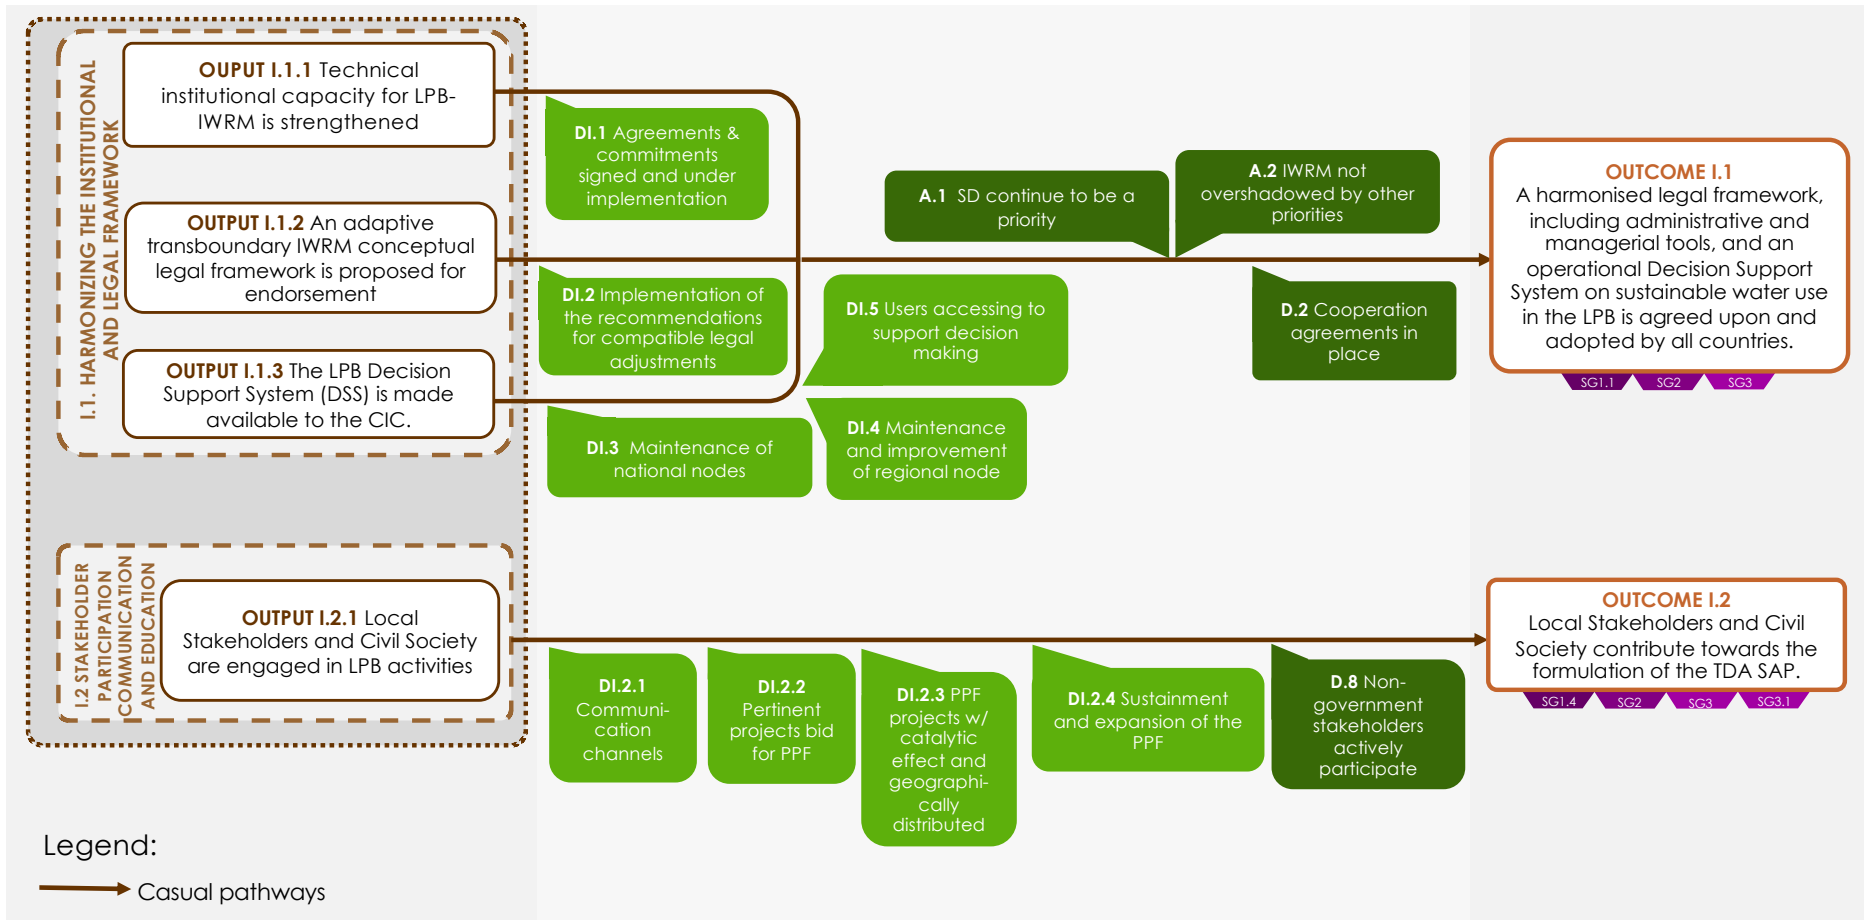 I.1. HARMONIZING THE INSTITUTIONAL
AND LEGAL FRAMEWORK
OUPUT I.1.1 Technical
institutional capacity for LPB-
IWRM is strengthened
OUTPUT I.1.2 An adaptive
transboundary IWRM conceptual
legal framework is proposed for
endorsement
OUTPUT I.1.3 The LPB Decision
Support System (DSS) is made
available to the CIC.
DI.1 Agreements &
commitments
signed and under
implementation
DI.2 Implementation of
the recommendations
for compatible legal
adjustments
DI.3 Maintenance of
national nodes
DI.5 Users accessing to
support decision
making
DI.4 Maintenance
and improvement
of regional node
A.1 SD continue to be a
priority
A.2 IWRM not
overshadowed by other
priorities
D.2 Cooperation
agreements in
place
OUTCOME I.1
A harmonised legal framework,
including administrative and
managerial tools, and an
operational Decision Support
System on sustainable water use
in the LPB is agreed upon and
adopted by all countries.
SG1.1
SG2
SG3
I.2 STAKEHOLDER
PARTICIPATION
COMMUNICATION
AND EDUCATION
OUTPUT I.2.1 Local
Stakeholders and Civil Society
are engaged in LPB activities
DI.2.1
Communi-
cation
channels
DI.2.2
Pertinent
projects bid
for PPF
DI.2.3 PPF
projects w/
catalytic
effect and
geographi-
cally
distributed
DI.2.4 Sustainment
and expansion of the
PPF
D.8 Non-
government
stakeholders
actively
participate
OUTCOME I.2
Local Stakeholders and Civil
Society contribute towards the
formulation of the TDA SAP.
SG1.4
SG2
SG3
SG3.1
Legend:
Casual pathways